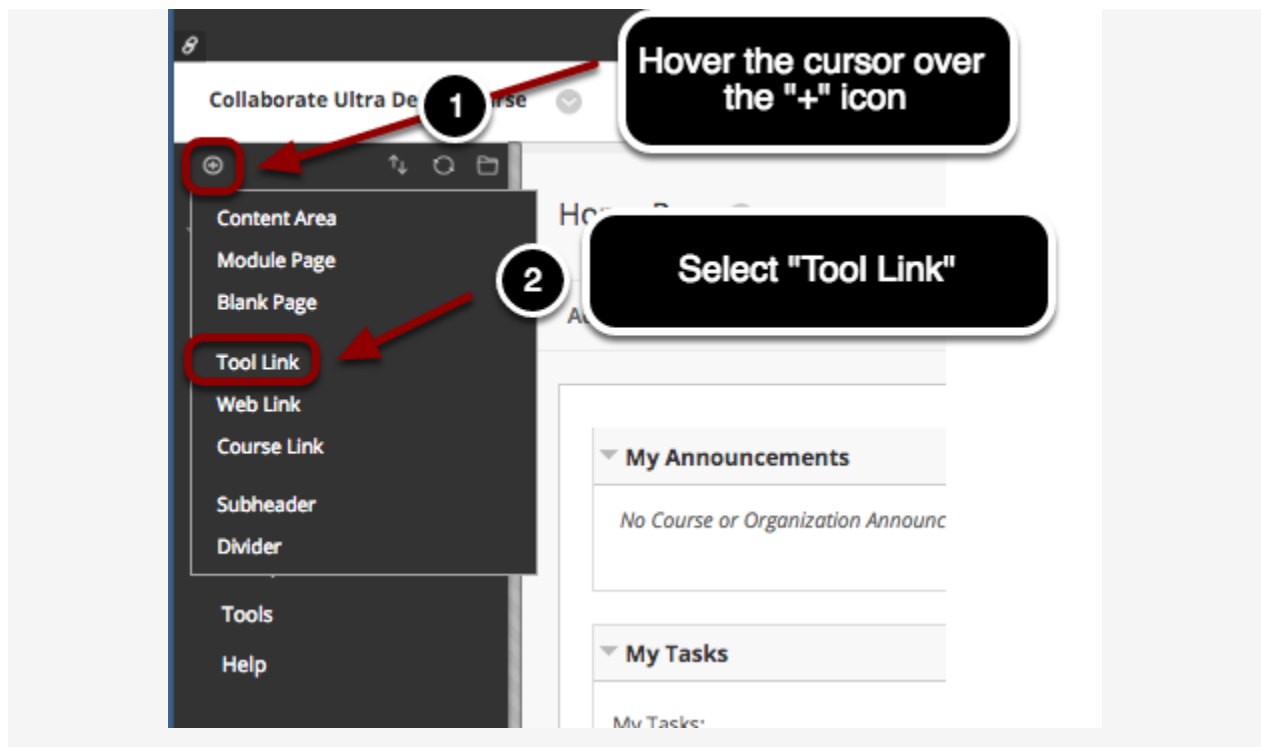 Hover the cursor over
the "+" icon
Collaborate Ultra De
1
Content Area
Module Page
Blank Page
Tool Link
Web Link
Course Link
Subheader
Divider
Tools
Help
2
Select "Tool Link"
My Announcements
No Course or Organization Announc
My Tasks
My Tasks: